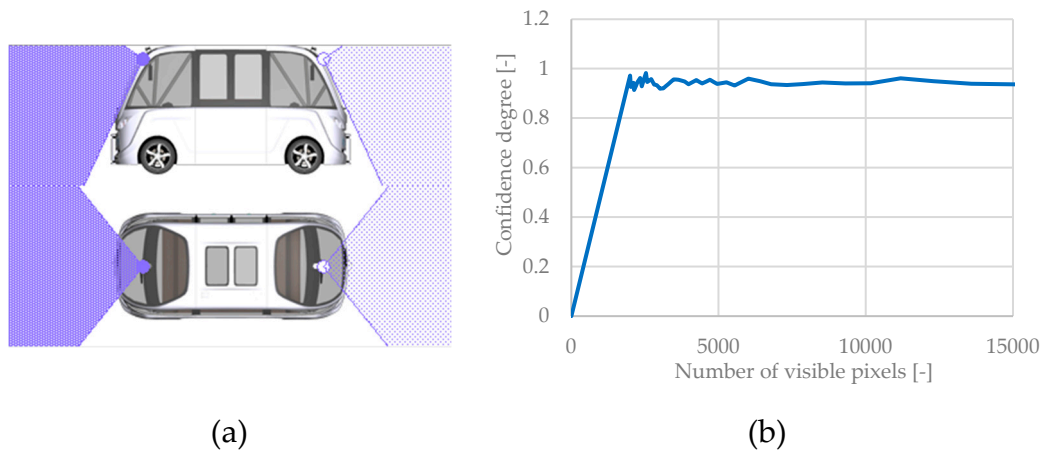 1.2
1
0.8
0.6
0.4
0.2
0
Confidence degree [-]
0 5000 10000 15000
Number of visible pixels [-]
(a) (b)